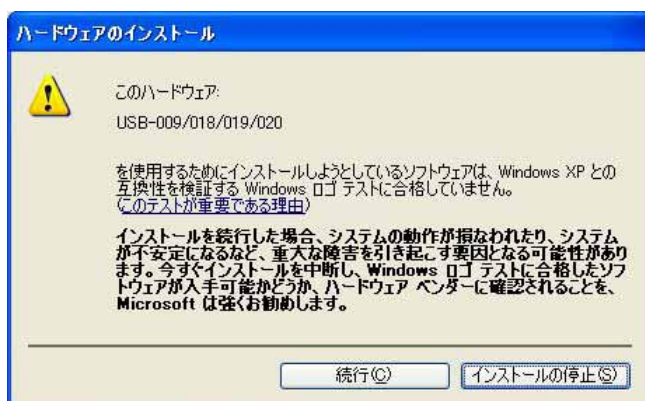 ハードウェアのインストール
このハードウェア:
USB-009/018/019/020
を使用するためにインストールしようとしているソフトウェアは、Windows XP との
互換性を検証する Windows ロゴ テストに合格していません。
(このテストが重要である理由)
インストールを続行した場合、システムの動作が損なわれたり、システム
が不安定になるなど、重大な障害を引き起こす要因となる可能性があり
ます。今すぐインストールを中断し、Windows ロゴ テストに合格したソフ
トウェアが入手可能かどうか、ハードウェア ベンダーに確認されることを、
Microsoft は強くお勧めします。
続行(C)
インストールの停止(S)